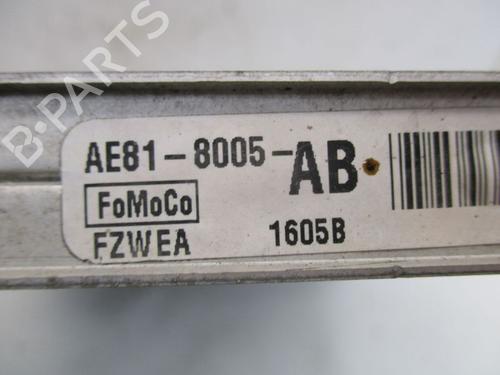 B-PARTS
AE81-8005-AB
FoMoCo
FZWEA 1605B